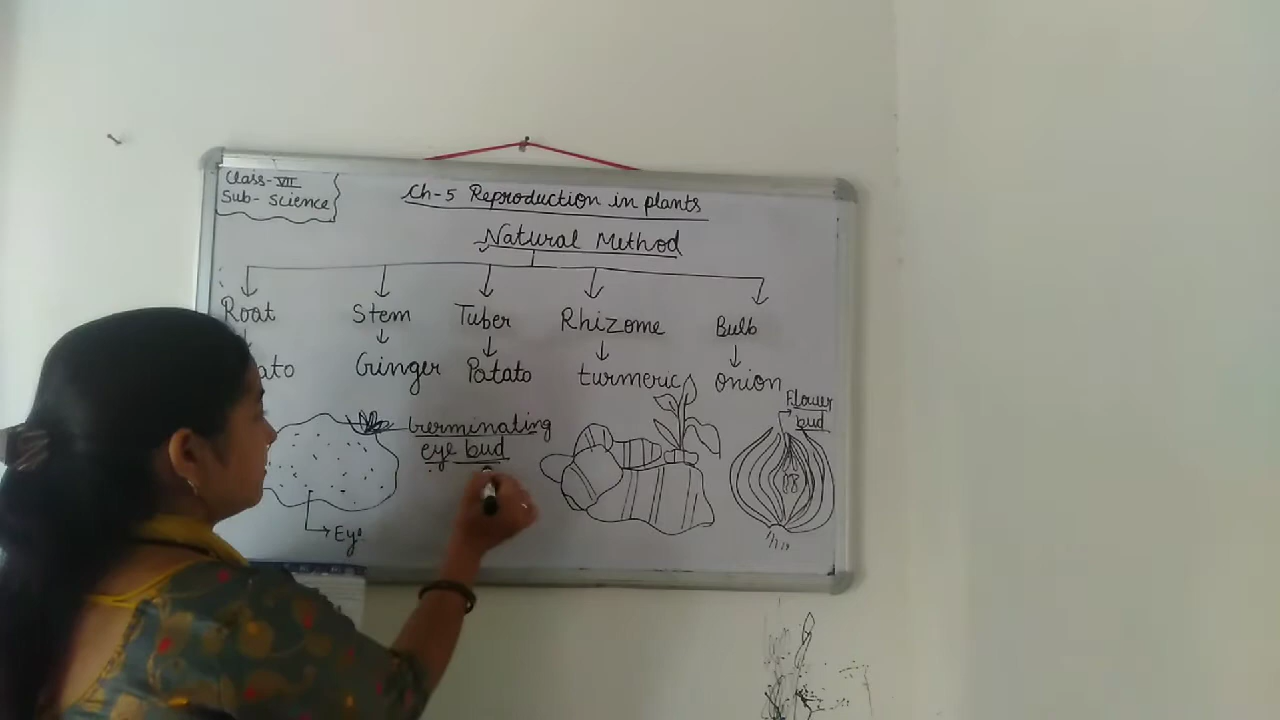 Class-VII
Sub- Science
Ch-5 Reproduction in plants
Natural Method
Root Stem Tuber Rhizome Bulb
Ginger Potato turmeric onion
Flower
bud
Germinating
eye bud
Eye